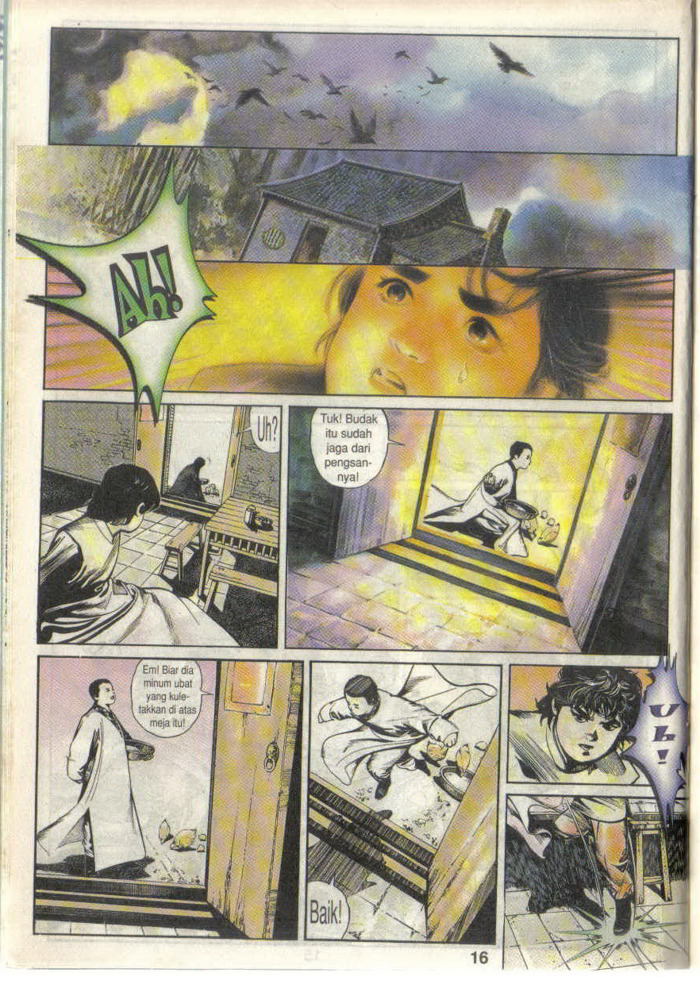 Ah!
Uh?
Tuk! Budak
itu sudah
jaga dari
pengsan-
nya!
Em! Biar dia
minum ubat
yang kule-
takkan di atas
meja itu!
Baik!
Uh!
16